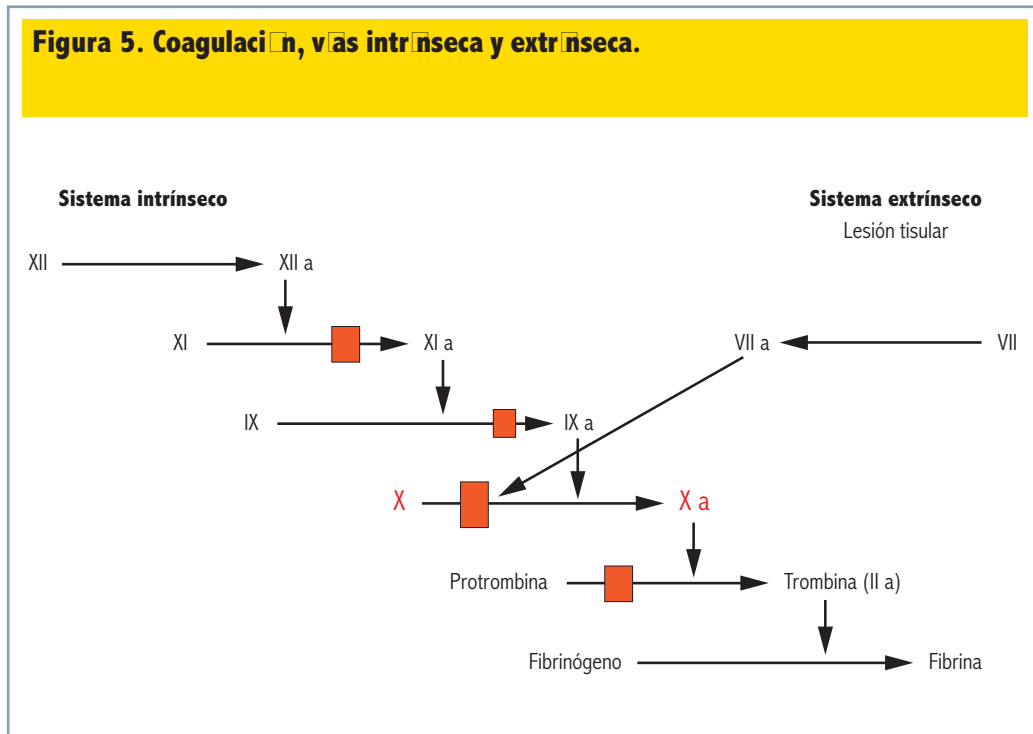 Figura 5. Coagulaci□n, v□as intr□nseca y extr□nseca.
Sistema intrínseco
Sistema extrínseco
Lesión tisular
XII
XII a
XI
XI a
VII a
VII
IX
IX a
X
X a
Protrombina
Trombina (II a)
Fibrinógeno
Fibrina